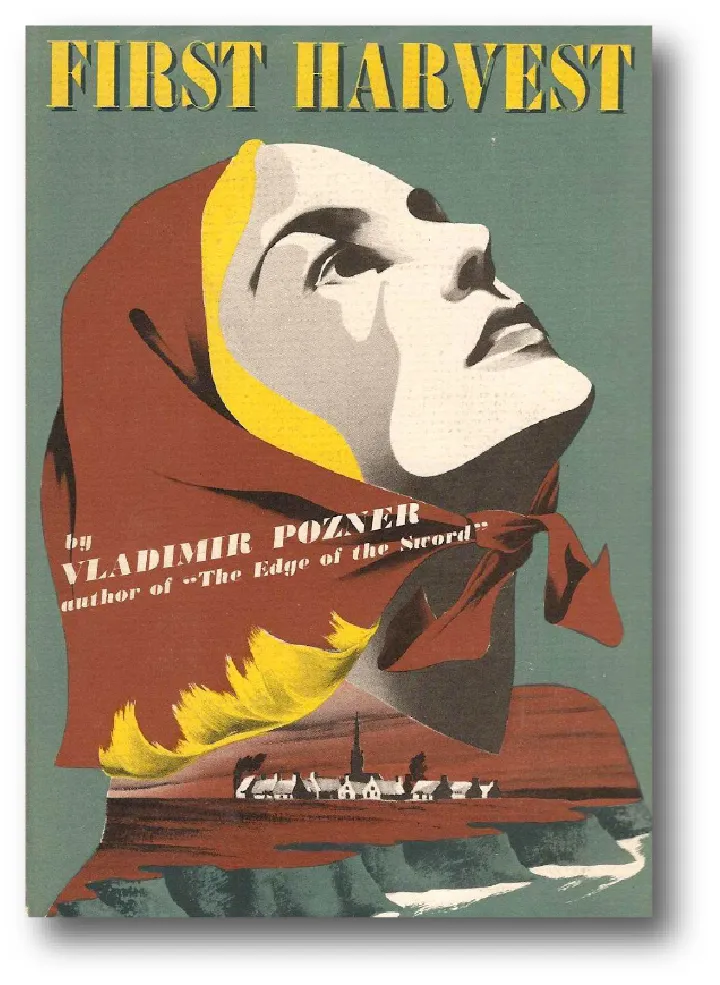 FIRST HARVEST
by
VLADIMIR POZNER
author of "The Edge of the Sword"